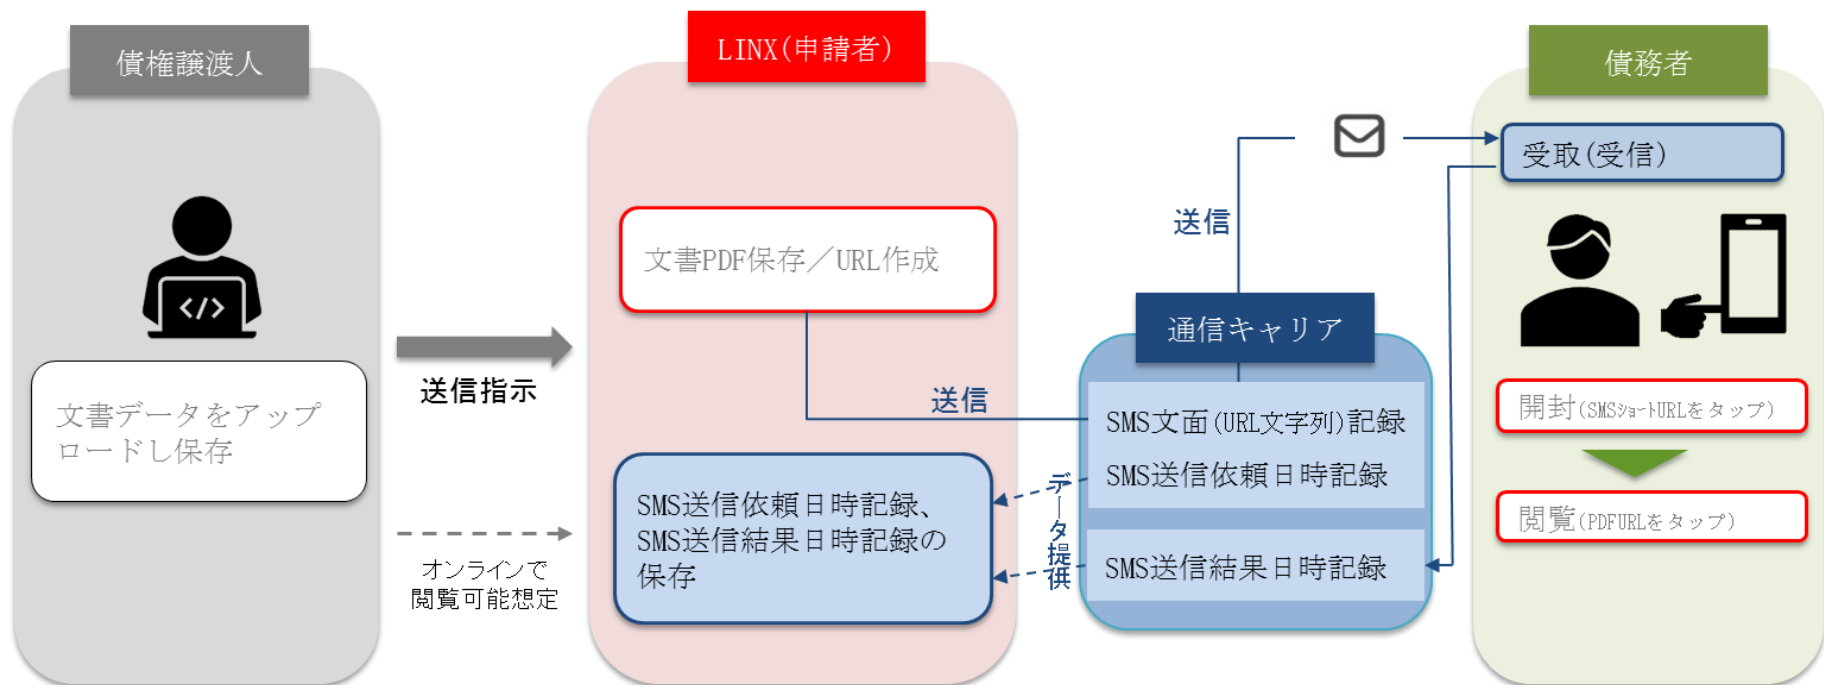 債権譲渡人
文書データをアップ
ロードし保存
送信指示
オンラインで
閲覧可能想定
LINX(申請者)
文書PDF保存／URL作成
SMS送信依頼日時記録、
SMS送信結果日時記録の
保存
送信
データ提供
通信キャリア
SMS文面(URL文字列)記録
SMS送信依頼日時記録
SMS送信結果日時記録
送信
債務者
受取(受信)
開封(SMSｼｮｰﾄURLをタップ)
閲覧(PDFURLをタップ)